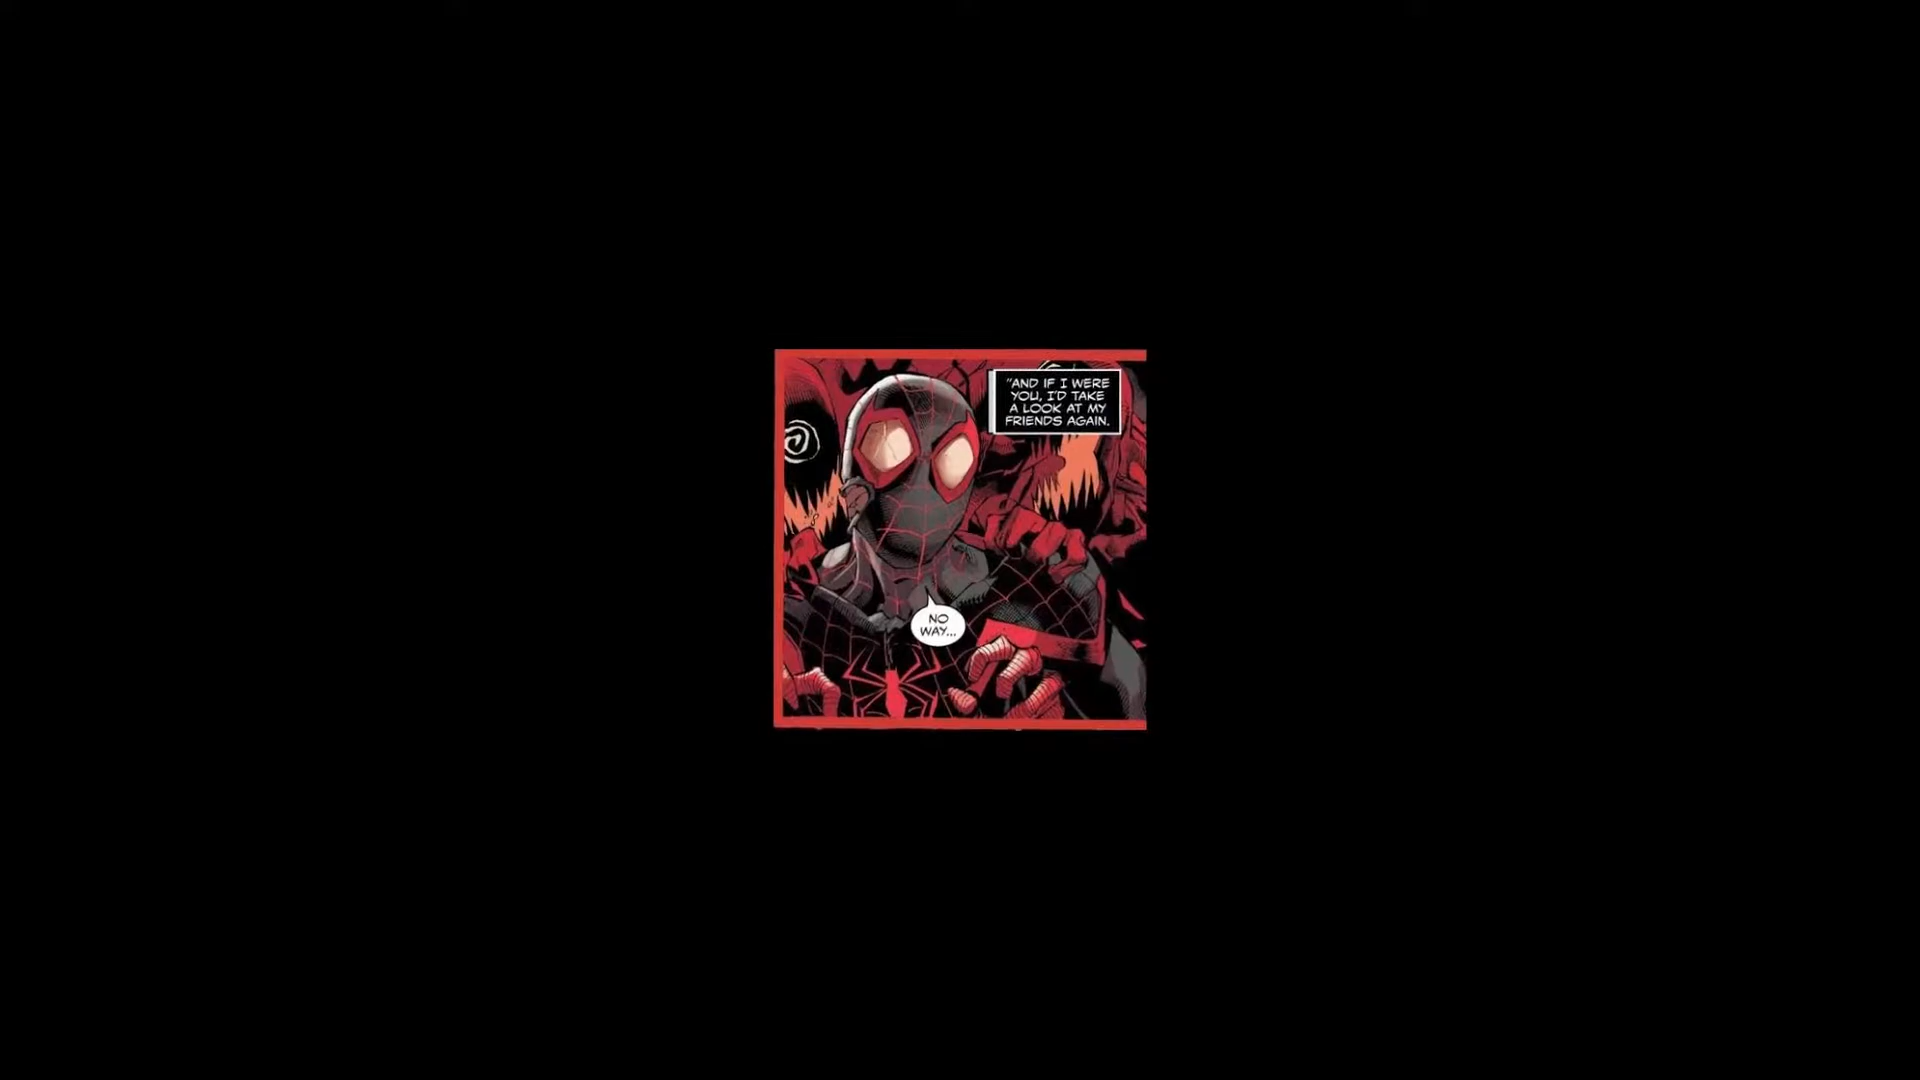 "AND IF I WERE
YOU, I'D TAKE
A LOOK AT MY
FRIENDS AGAIN.
NO
WAY...